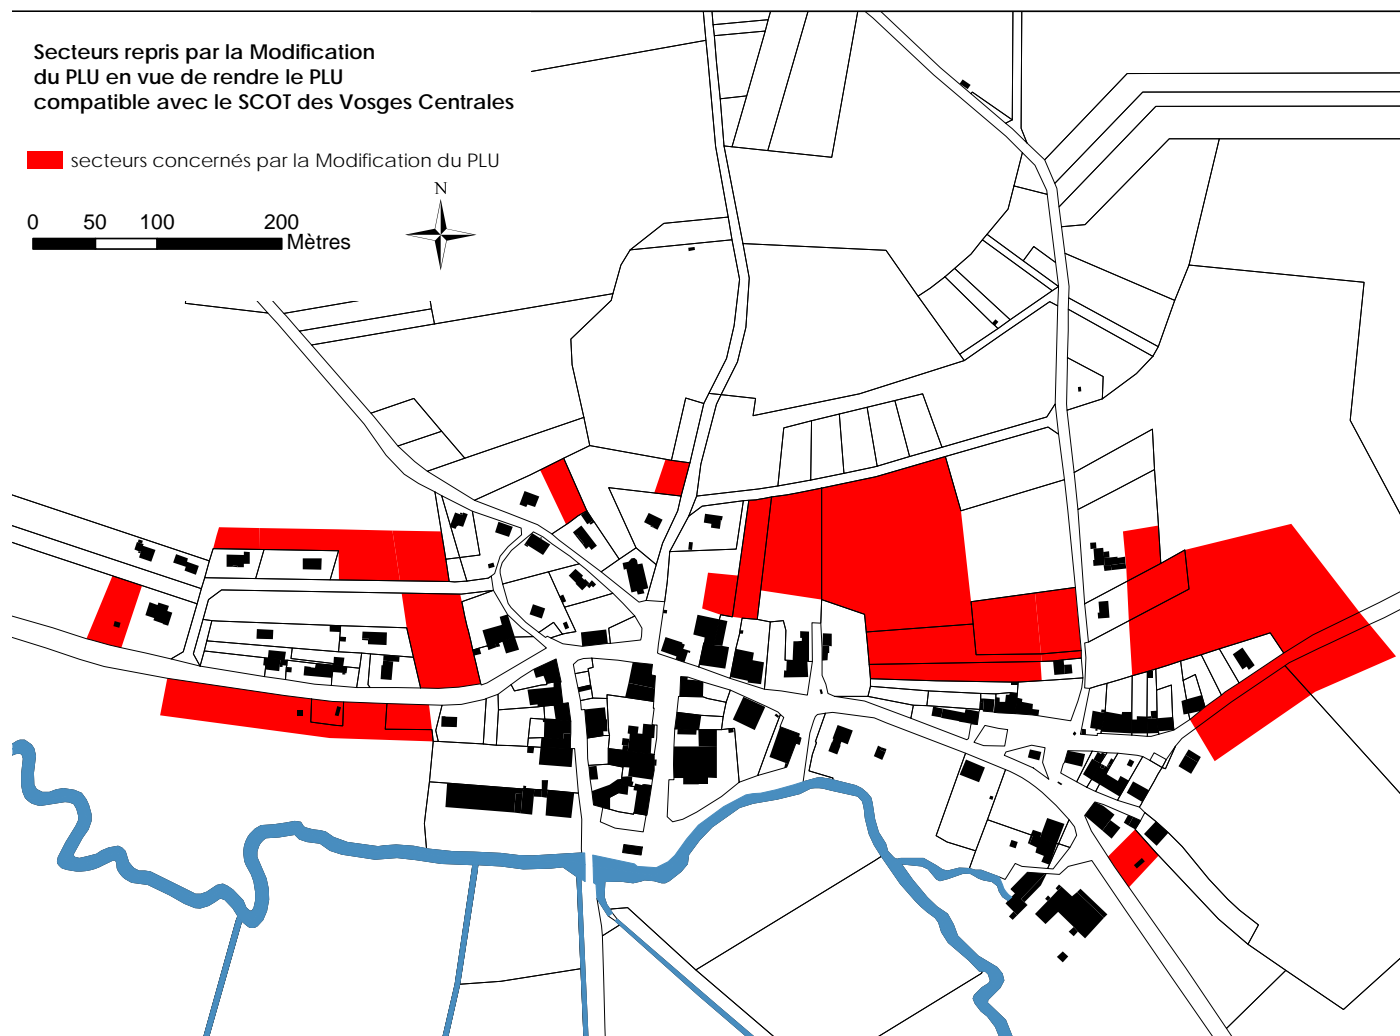 Secteurs repris par la Modification
du PLU en vue de rendre le PLU
compatible avec le SCOT des Vosges Centrales
secteurs concernés par la Modification du PLU
N
0 50 100 200
Mètres